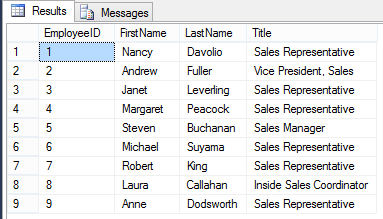 Results Messages
EmployeeID FirstName LastName Title
1 1 Nancy Davolio Sales Representative
2 2 Andrew Fuller Vice President, Sales
3 3 Janet Leverling Sales Representative
4 4 Margaret Peacock Sales Representative
5 5 Steven Buchanan Sales Manager
6 6 Michael Suyama Sales Representative
7 7 Robert King Sales Representative
8 8 Laura Callahan Inside Sales Coordinator
9 9 Anne Dodsworth Sales Representative